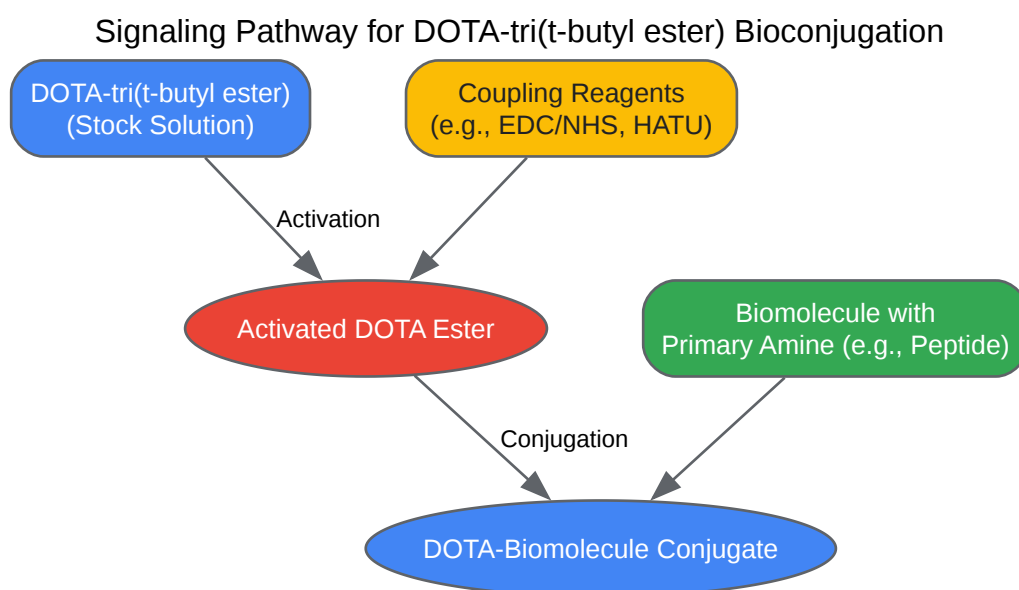 Signaling Pathway for DOTA-tri(t-butyl ester) Bioconjugation
DOTA-tri(t-butyl ester)
(Stock Solution)
Coupling Reagents
(e.g., EDC/NHS, HATU)
Activation
Activated DOTA Ester
Biomolecule with
Primary Amine (e.g., Peptide)
Conjugation
DOTA-Biomolecule Conjugate